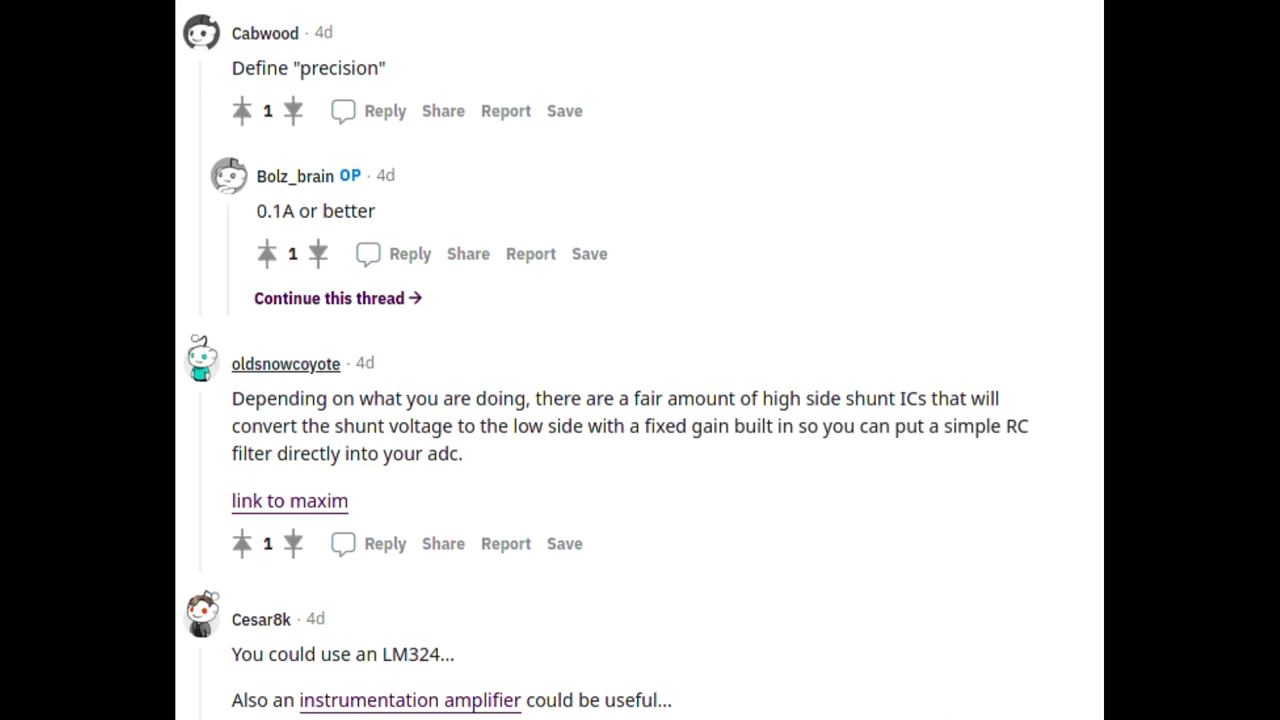 Cabwood · 4d
Define "precision"
1 Reply Share Report Save
Bolz_brain OP · 4d
0.1A or better
1 Reply Share Report Save
Continue this thread →
oldsnowcoyote · 4d
Depending on what you are doing, there are a fair amount of high side shunt ICs that will
convert the shunt voltage to the low side with a fixed gain built in so you can put a simple RC
filter directly into your adc.
link to maxim
1 Reply Share Report Save
Cesar8k · 4d
You could use an LM324...
Also an instrumentation amplifier could be useful...